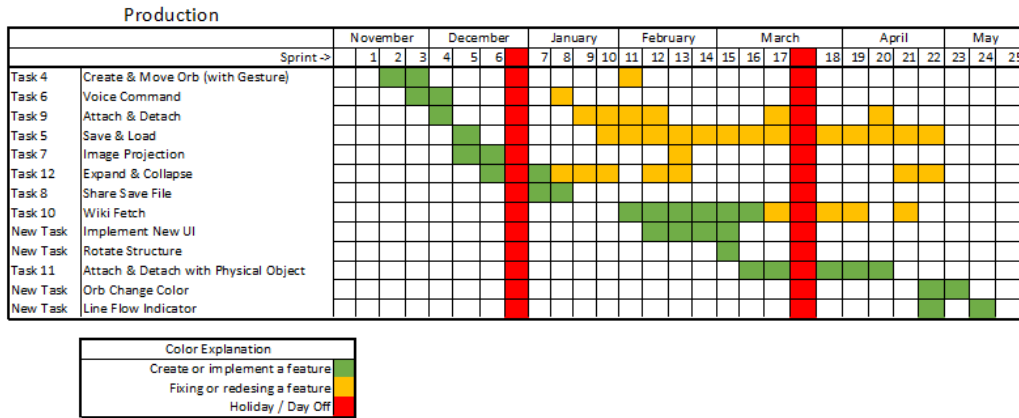 Production
November December January February March April May
Sprint -> 1 2 3 4 5 6 7 8 9 10 11 12 13 14 15 16 17 18 19 20 21 22 23 24 25
Task 4 Create & Move Orb (with Gesture)
Task 6 Voice Command
Task 9 Attach & Detach
Task 5 Save & Load
Task 7 Image Projection
Task 12 Expand & Collapse
Task 8 Share Save File
Task 10 Wiki Fetch
New Task Implement New UI
New Task Rotate Structure
Task 11 Attach & Detach with Physical Object
New Task Orb Change Color
New Task Line Flow Indicator
Color Explanation
Create or implement a feature
Fixing or redesing a feature
Holiday / Day Off